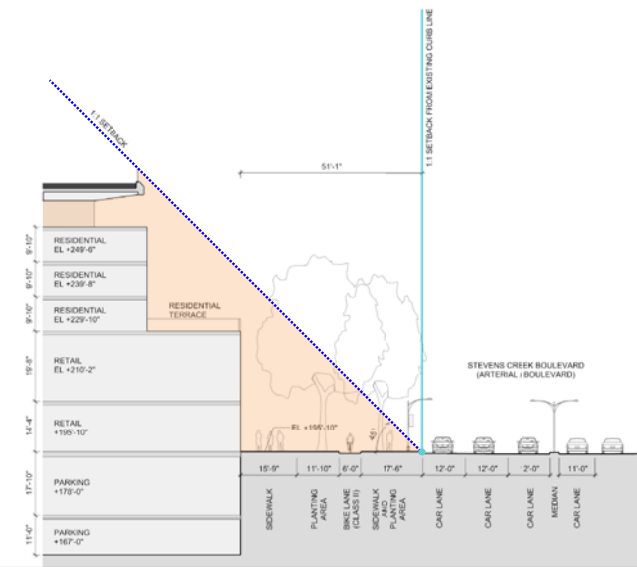 1:1 SETBACK FROM EXISTING CURB LINE
1:1 SETBACK
51'-1"
RESIDENTIAL
EL +249'-6"
9'-10"
RESIDENTIAL
EL +239'-8"
9'-10"
RESIDENTIAL
EL +229'-10"
9'-10"
RESIDENTIAL
TERRACE
RETAIL
EL +210'-2"
19'-8"
STEVENS CREEK BOULEVARD
(ARTERIAL / BOULEVARD)
RETAIL
+195'-10"
14'-4"
EL +195'-10"
45°
15'-9"
11'-10"
6'-0"
17'-6"
12'-0"
12'-0"
2'-0"
11'-0"
PARKING
+178'-0"
17'-10"
SIDEWALK
PLANTING
AREA
BIKE LANE
(CLASS II)
SIDEWALK
AND
PLANTING
AREA
CAR LANE
CAR LANE
CAR LANE
MEDIAN
CAR LANE
PARKING
+167'-0"
11'-0"